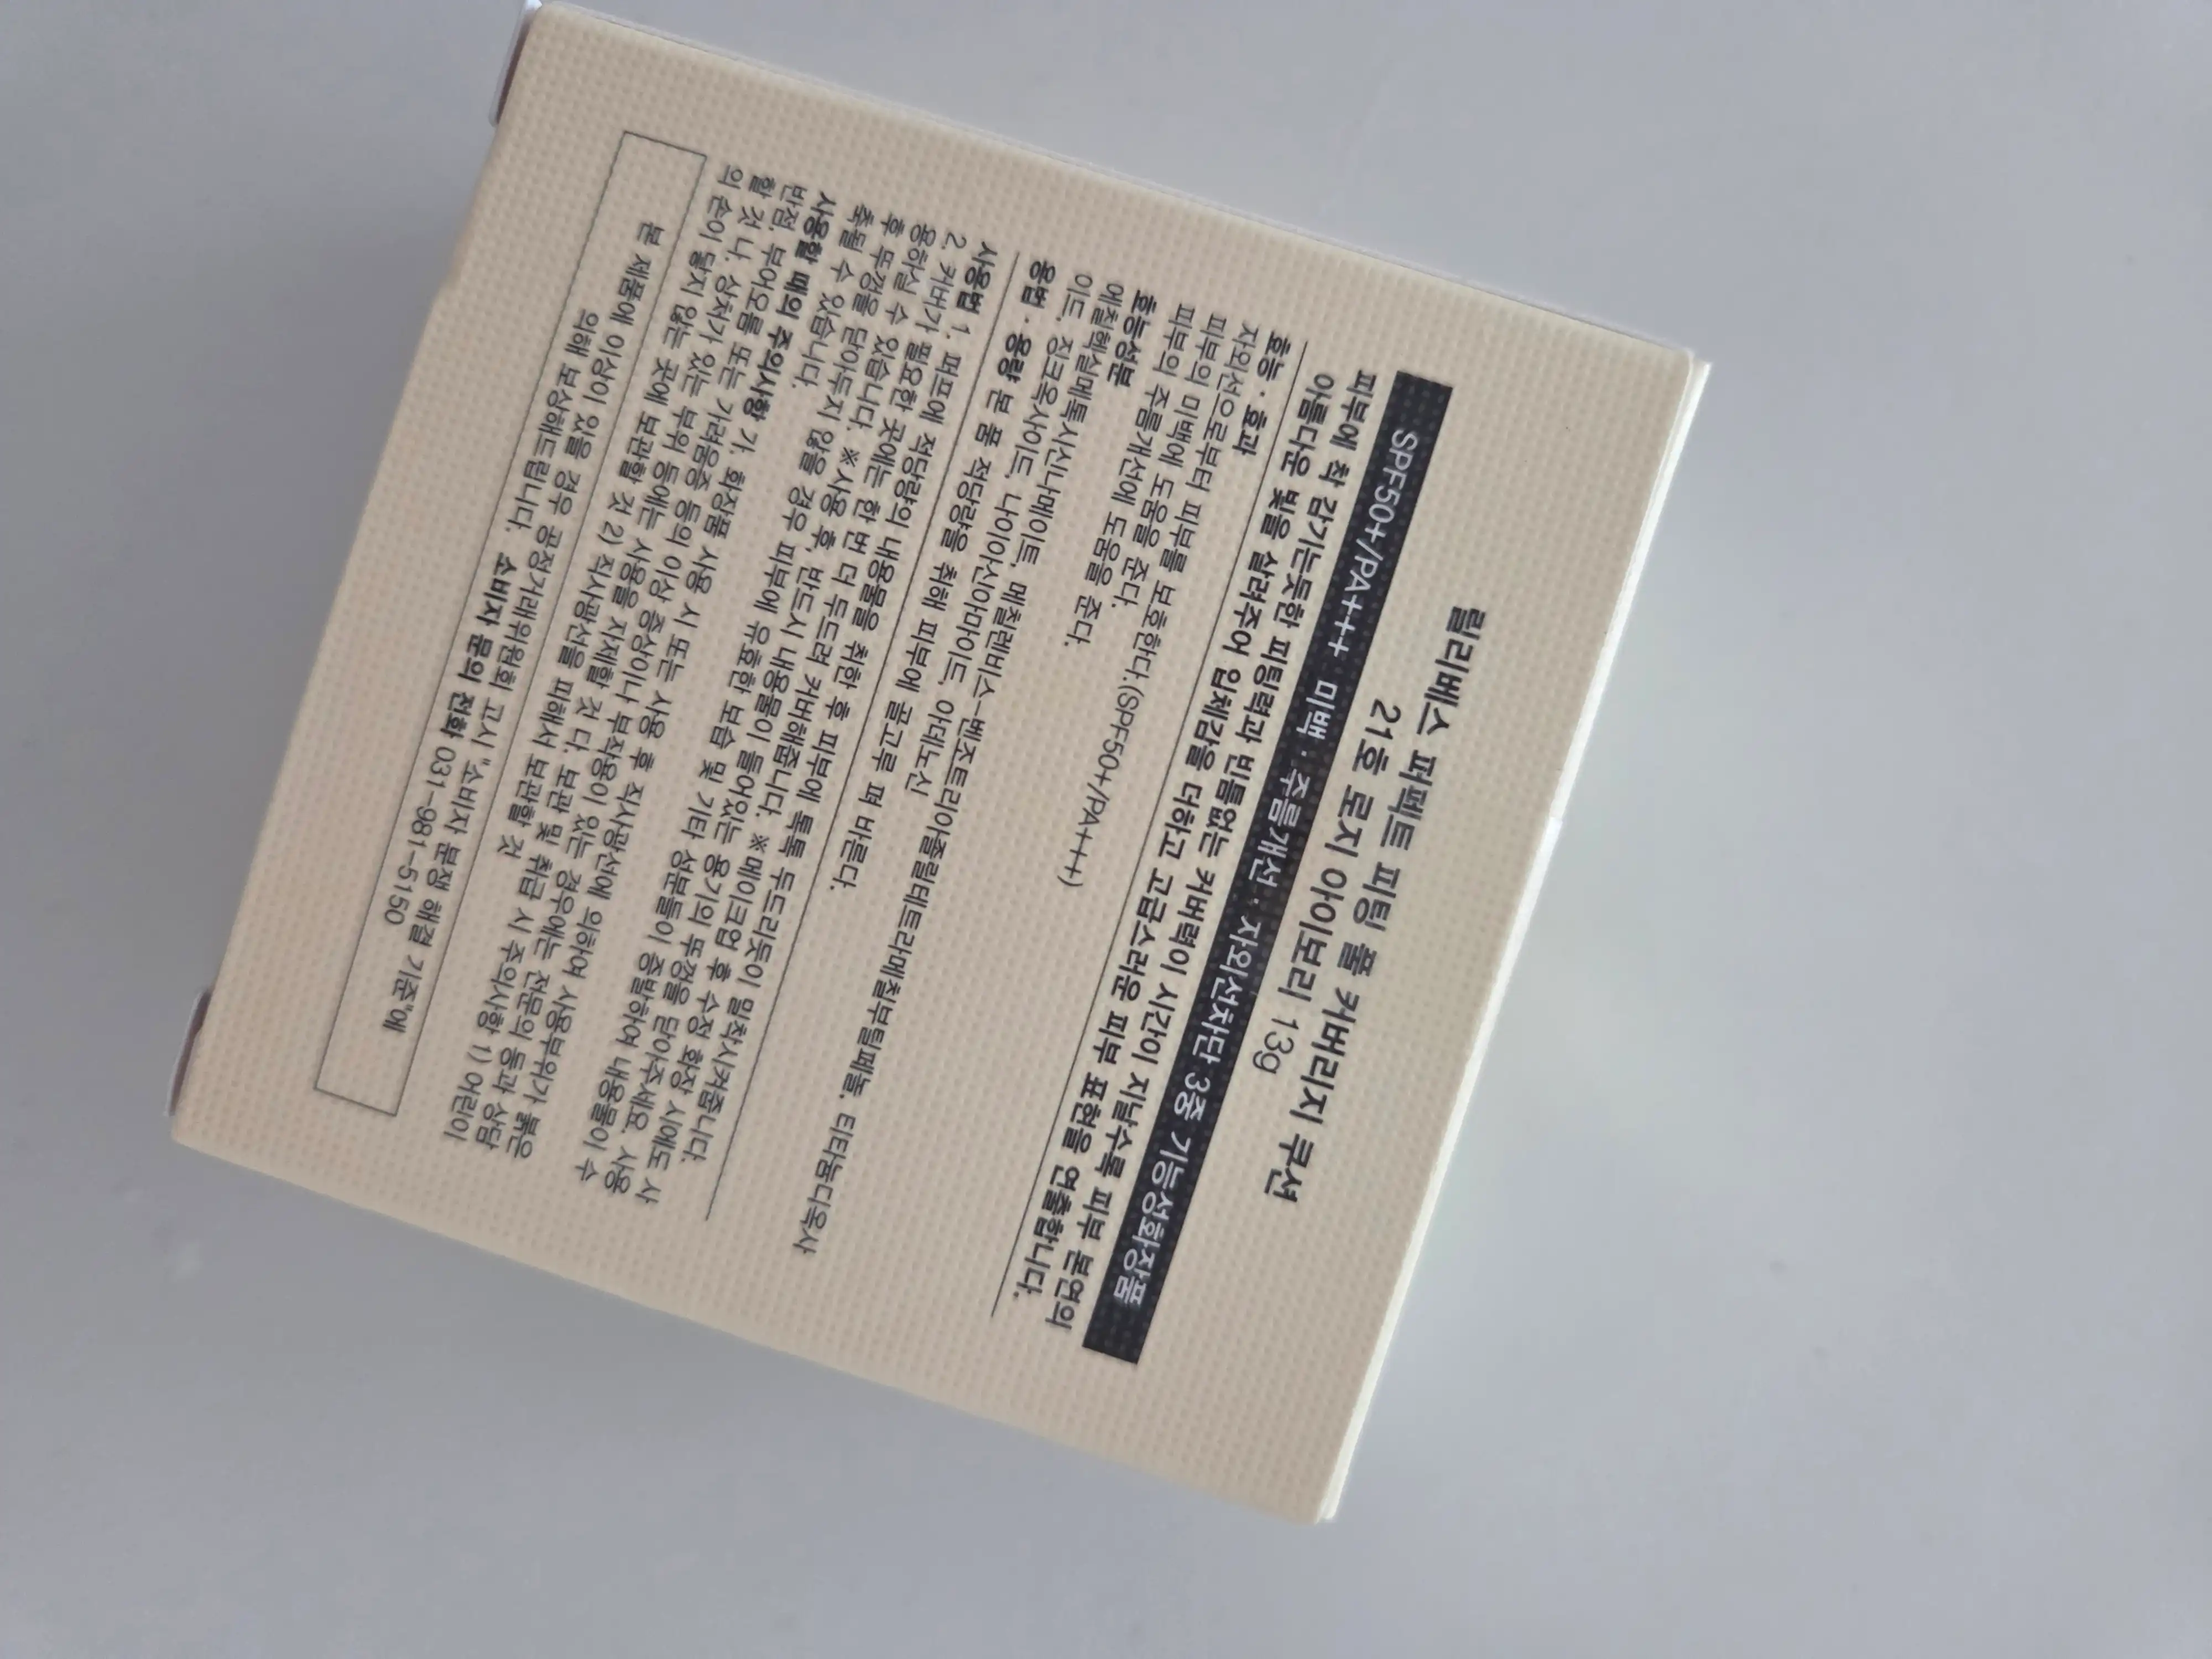 릴리베스 퍼펙트 피팅 풀 커버리지 쿠션
21호 로지 아이보리 13g
SPF50+/PA+++ 미백 · 주름개선 · 자외선차단 3중 기능성화장품
피부에 착 감기는듯한 피팅력과 빈틈없는 커버력이 시간이 지날수록 피부 본연의
아름다운 빛을 살려주어 입체감을 더하고 고급스러운 피부 표현을 연출합니다.
효능 · 효과
자외선으로부터 피부를 보호한다.(SPF50+/PA+++)
피부의 미백에 도움을 준다.
피부의 주름개선에 도움을 준다.
효능성분
에칠헥실메톡시신나메이트, 메칠렌비스-벤조트리아졸릴테트라메칠부틸페놀, 티타늄디옥사
이드, 징크옥사이드, 나이아신아마이드, 아데노신
용법 · 용량 본 품 적당량을 취해 피부에 골고루 펴 바른다.
사용법 1. 퍼프에 적당량의 내용물을 취한 후 피부에 톡톡 두드리듯이 밀착시켜줍니다.
2. 커버가 필요한 곳에는 한 번 더 두드려 커버해줍니다. ※메이크업 후 수정 화장 시에도 사
용하실 수 있습니다. ※사용 후, 반드시 내용물이 들어있는 용기의 뚜껑을 닫아주세요. 사용
후 뚜껑을 닫아두지 않을 경우 피부에 유효한 보습 및 기타 성분들이 증발하여 내용물이 수
축될 수 있습니다.
사용할 때의 주의사항 가. 화장품 사용 시 또는 사용 후 직사광선에 의하여 사용부위가 붉은
반점, 부어오름 또는 가려움증 등의 이상 증상이나 부작용이 있는 경우에는 전문의 등과 상담
할 것 나. 상처가 있는 부위 등에는 사용을 자제할 것 다. 보관 및 취급 시 주의사항 1) 어린이
의 손이 닿지 않는 곳에 보관할 것 2) 직사광선을 피해서 보관할 것
본 제품에 이상이 있을 경우 공정거래위원회 고시 "소비자 분쟁 해결 기준"에
의해 보상해드립니다. 소비자 문의 전화 031-981-5150